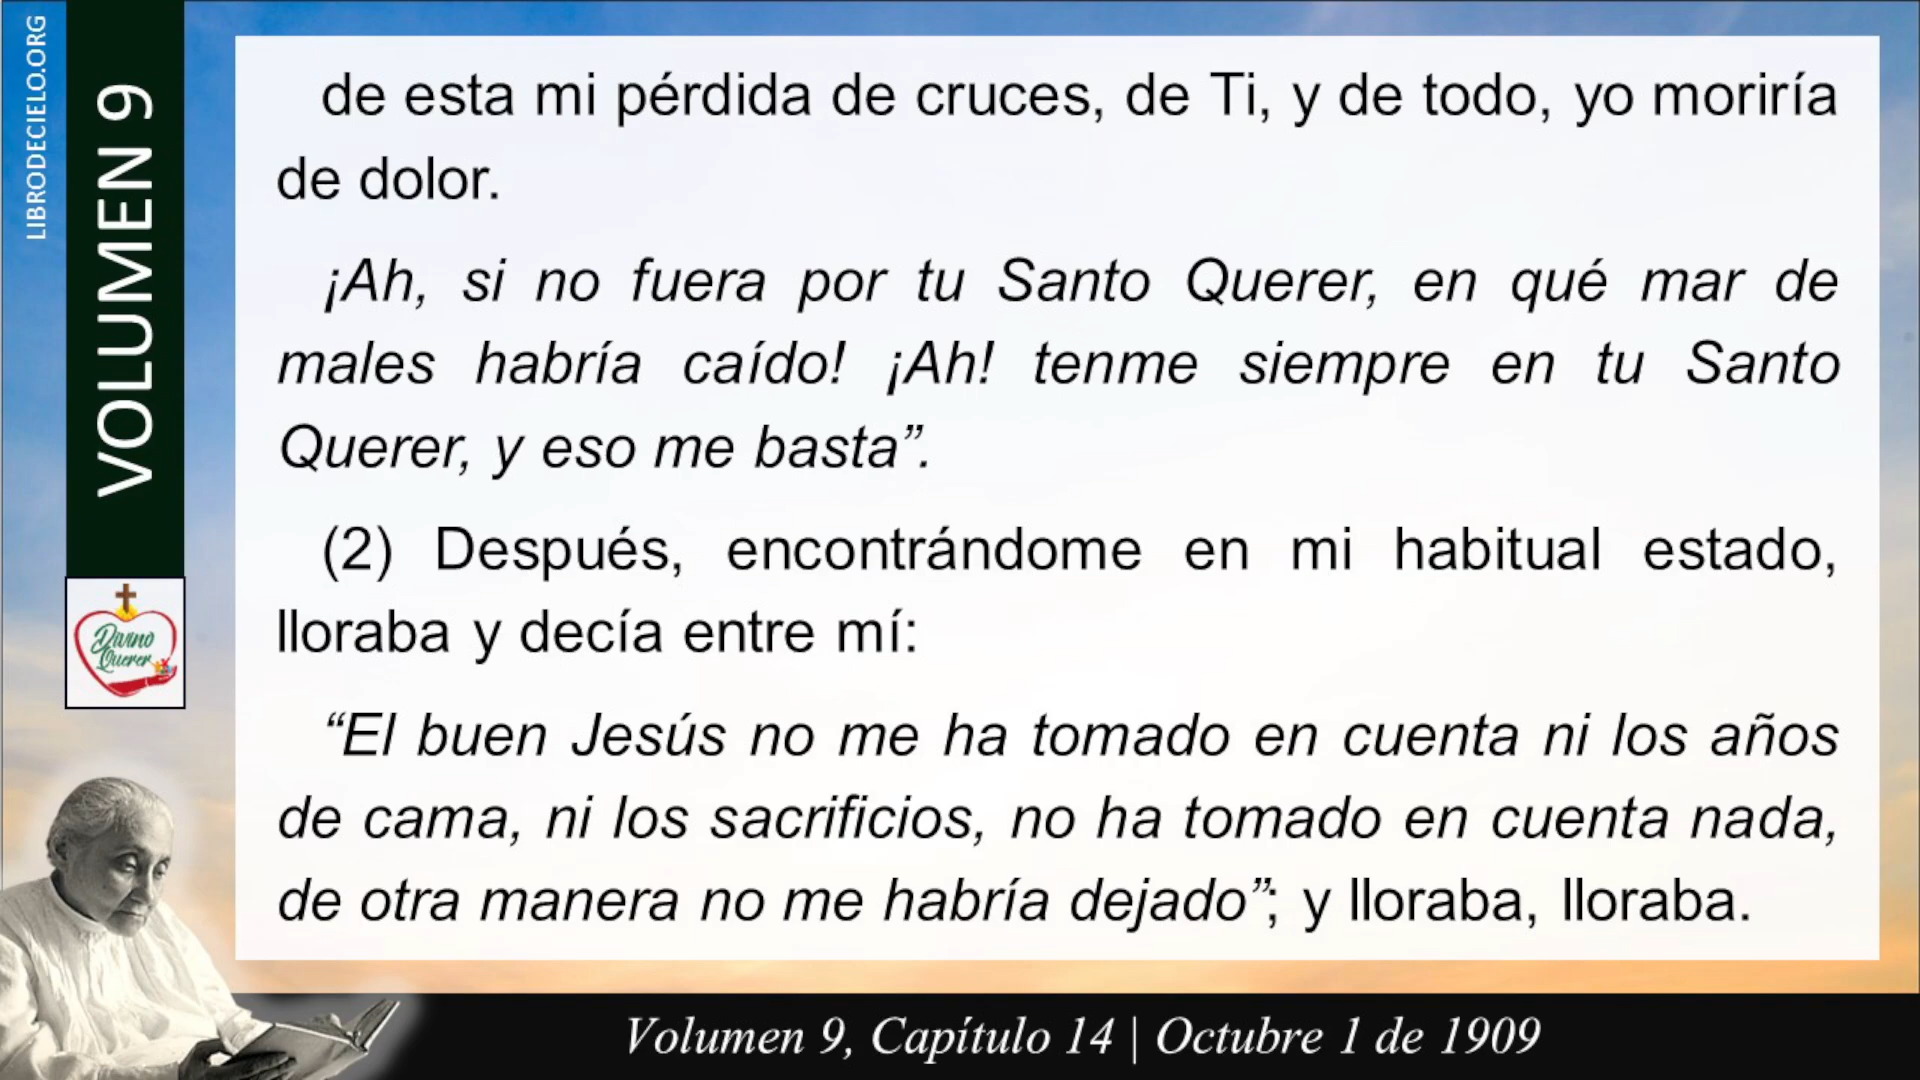 LIBRODECIELO.ORG
VOLUMEN 9
Divino
Querer
de esta mi pérdida de cruces, de Ti, y de todo, yo moriría
de dolor.
¡Ah, si no fuera por tu Santo Querer, en qué mar de
males habría caído! ¡Ah! tenme siempre en tu Santo
Querer, y eso me basta”.
(2) Después, encontrándome en mi habitual estado,
lloraba y decía entre mí:
“El buen Jesús no me ha tomado en cuenta ni los años
de cama, ni los sacrificios, no ha tomado en cuenta nada,
de otra manera no me habría dejado”; y lloraba, lloraba.
Volumen 9, Capítulo 14 | Octubre 1 de 1909